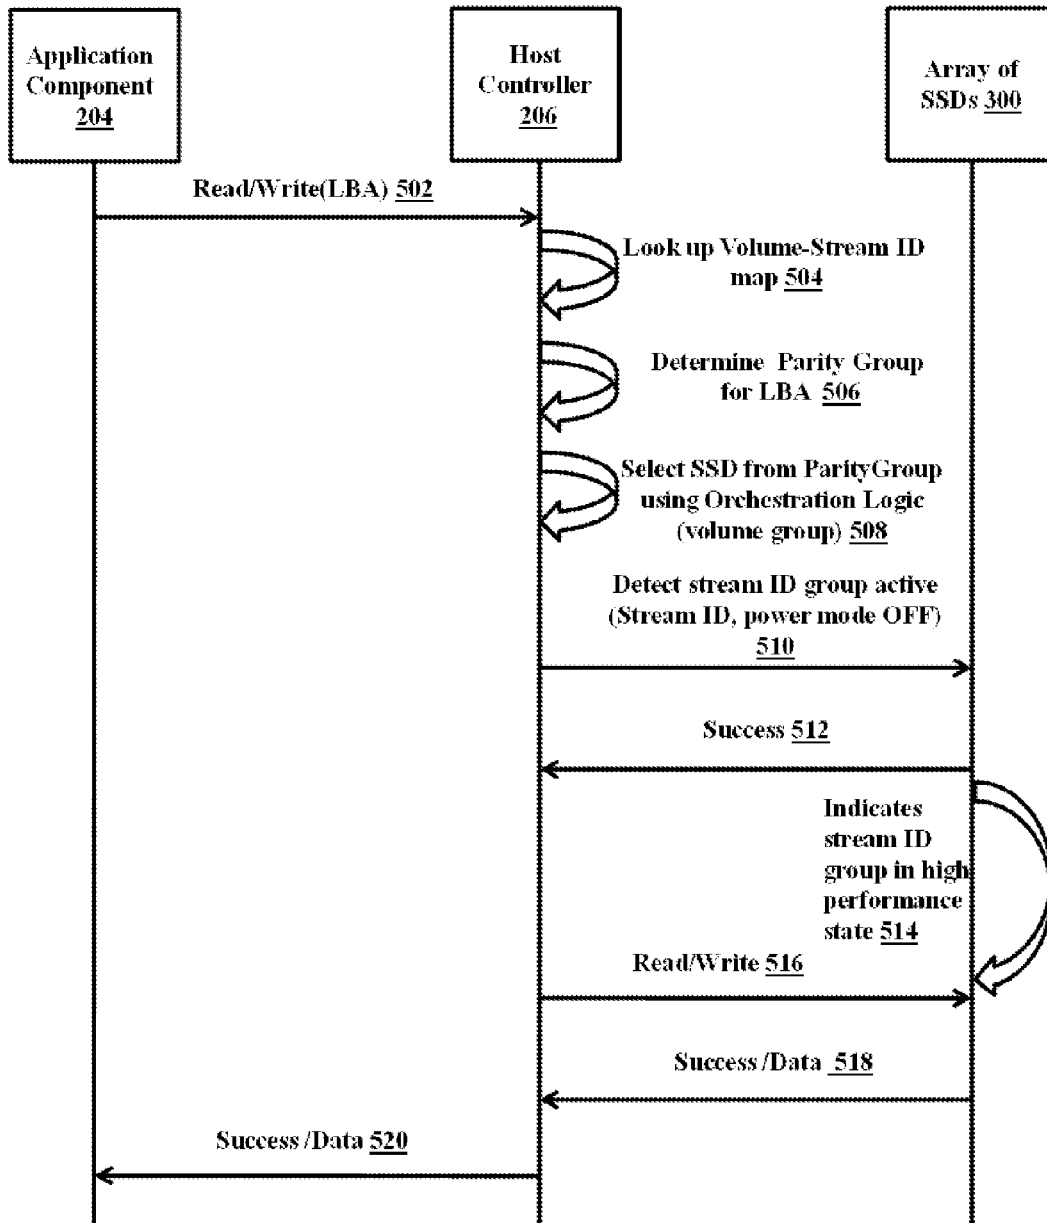 Application
Component
204
Host
Controller
206
Array of
SSDs 300
Read/Write(LBA) 502
Look up Volume-Stream ID
map 504
Determine Parity Group
for LBA 506
Select SSD from ParityGroup
using Orchestration Logic
(volume group) 508
Detect stream ID group active
(Stream ID, power mode OFF)
510
Success 512
Indicates
stream ID
group in high
performance
state 514
Read/Write 516
Success /Data 518
Success /Data 520